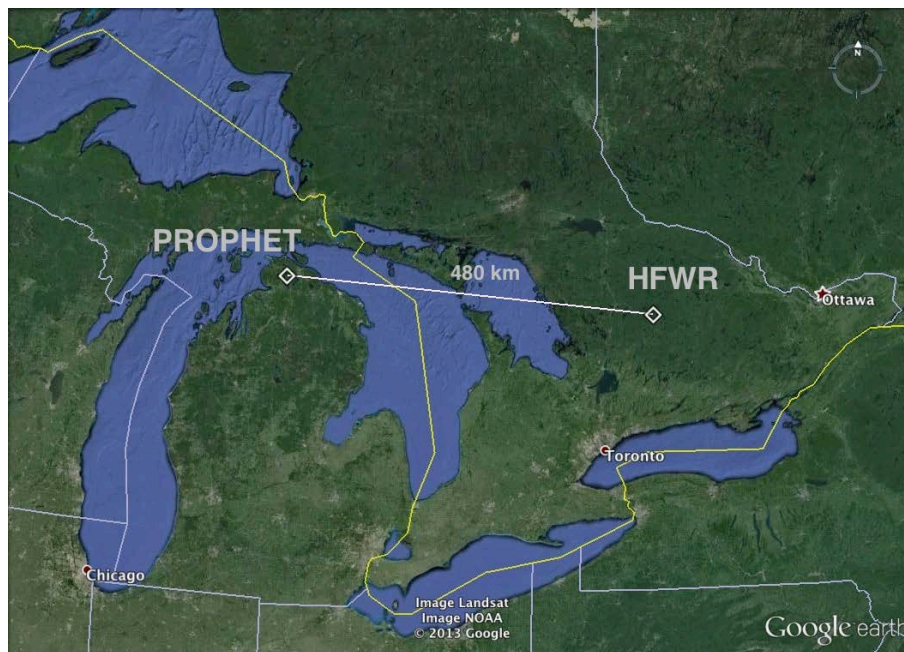 N
PROPHET
480 km
HFWR
Ottawa
Toronto
Chicago
Image Landsat
Image NOAA
© 2013 Google
Google earth